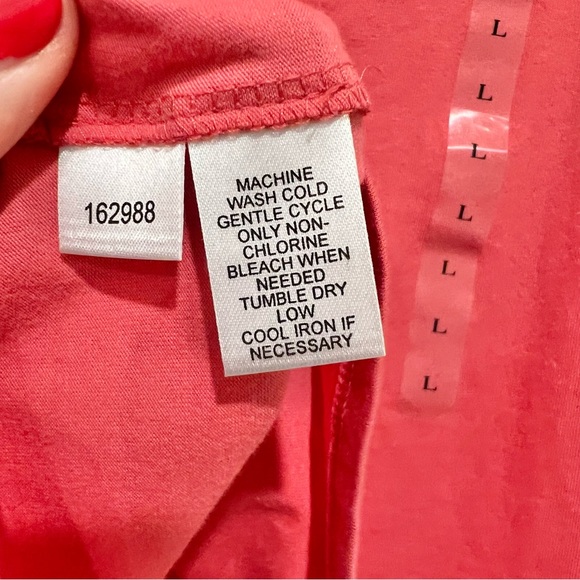 162988
MACHINE
WASH COLD
GENTLE CYCLE
ONLY NON-
CHLORINE
BLEACH WHEN
NEEDED
TUMBLE DRY
LOW
COOL IRON IF
NECESSARY
L
L
L
L
L
L
L